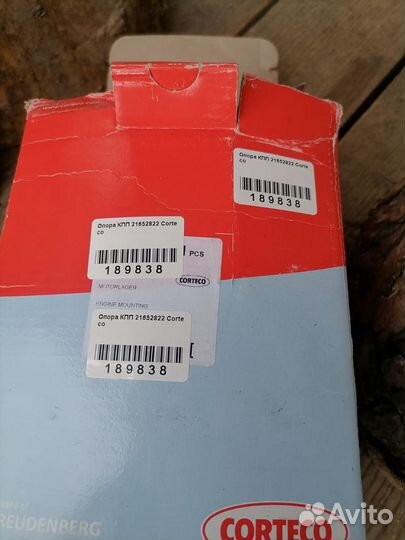 Опора КПП 21652822 Corte
co
189838
Опора КПП 21652822 Corte
co
189838
PCS
CORTECO
MOTORLAGER
ENGINE MOUNTING
Опора КПП 21652822 Corte
co
189838
REUDENBERG
CORTECO
Avito